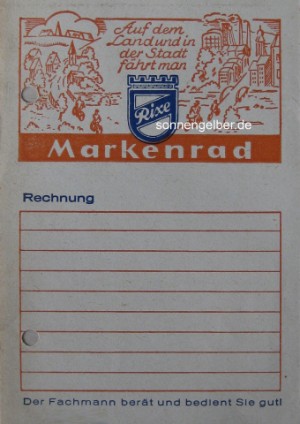 Auf dem
Land und in
der Stadt
fährt man
Rixe
sonnengelber.de
Markenrad
Rechnung
Der Fachmann berät und bedient Sie gut!